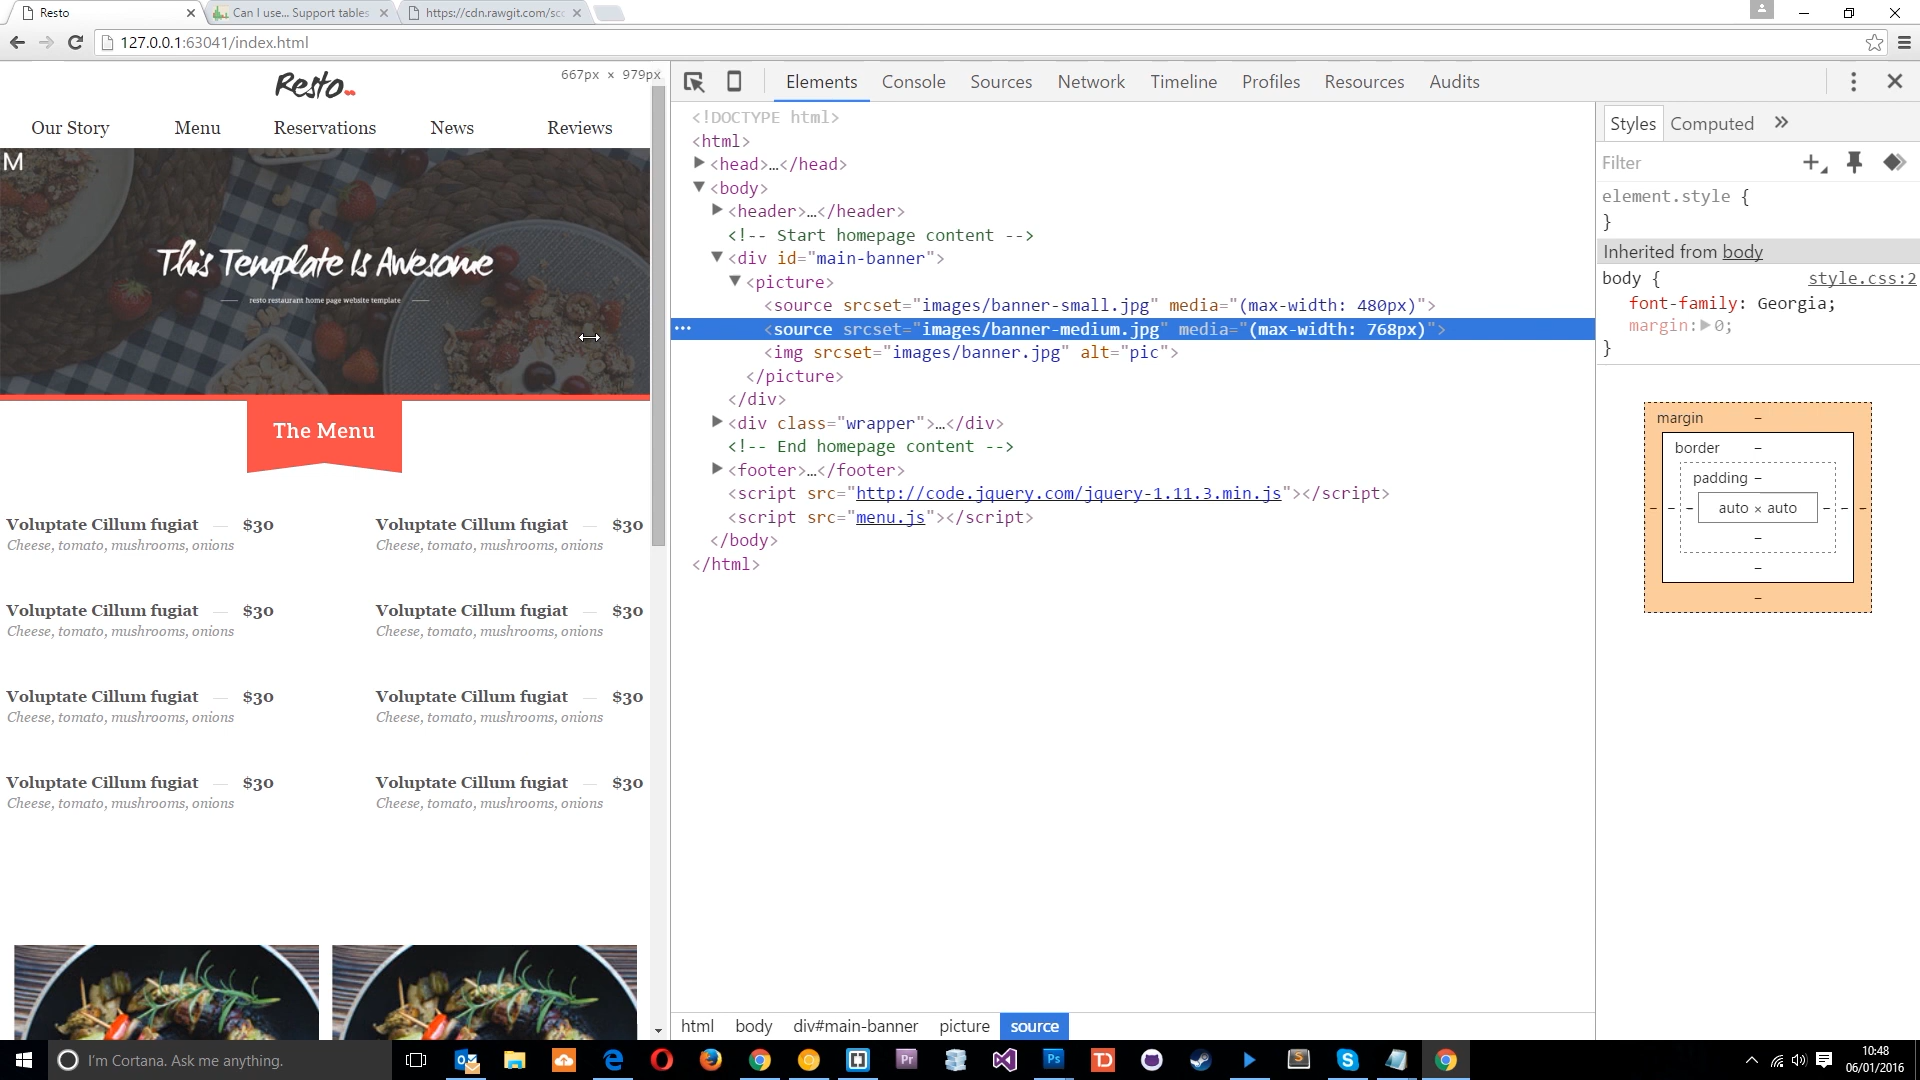 Resto
Can I use... Support tables
https://cdn.rawgit.com/sc
127.0.0.1:63041/index.html
Resto
667px × 979px
Our Story Menu Reservations News Reviews
M
This Template Is Awesome
resto restaurant home page website template
The Menu
Voluptate Cillum fugiat — $30 Voluptate Cillum fugiat — $30
Cheese, tomato, mushrooms, onions Cheese, tomato, mushrooms, onions
Voluptate Cillum fugiat — $30 Voluptate Cillum fugiat — $30
Cheese, tomato, mushrooms, onions Cheese, tomato, mushrooms, onions
Voluptate Cillum fugiat — $30 Voluptate Cillum fugiat — $30
Cheese, tomato, mushrooms, onions Cheese, tomato, mushrooms, onions
Voluptate Cillum fugiat — $30 Voluptate Cillum fugiat — $30
Cheese, tomato, mushrooms, onions Cheese, tomato, mushrooms, onions
Elements Console Sources Network Timeline Profiles Resources Audits
<!DOCTYPE html>
<html>
<head>…</head>
<body>
<header>…</header>
<!-- Start homepage content -->
<div id="main-banner">
<picture>
<source srcset="images/banner-small.jpg" media="(max-width: 480px)">
<source srcset="images/banner-medium.jpg" media="(max-width: 768px)">
<img srcset="images/banner.jpg" alt="pic">
</picture>
</div>
<div class="wrapper">…</div>
<!-- End homepage content -->
<footer>…</footer>
<script src="http://code.jquery.com/jquery-1.11.3.min.js"></script>
<script src="menu.js"></script>
</body>
</html>
html body div#main-banner picture source
Styles Computed »
Filter
element.style {
}
Inherited from body
body { style.css:2
font-family: Georgia;
margin: 0;
}
margin –
border –
padding –
– – – auto × auto – – –
–
–
–
I'm Cortana. Ask me anything.
Pr
Ps
TD
S
10:48
06/01/2016